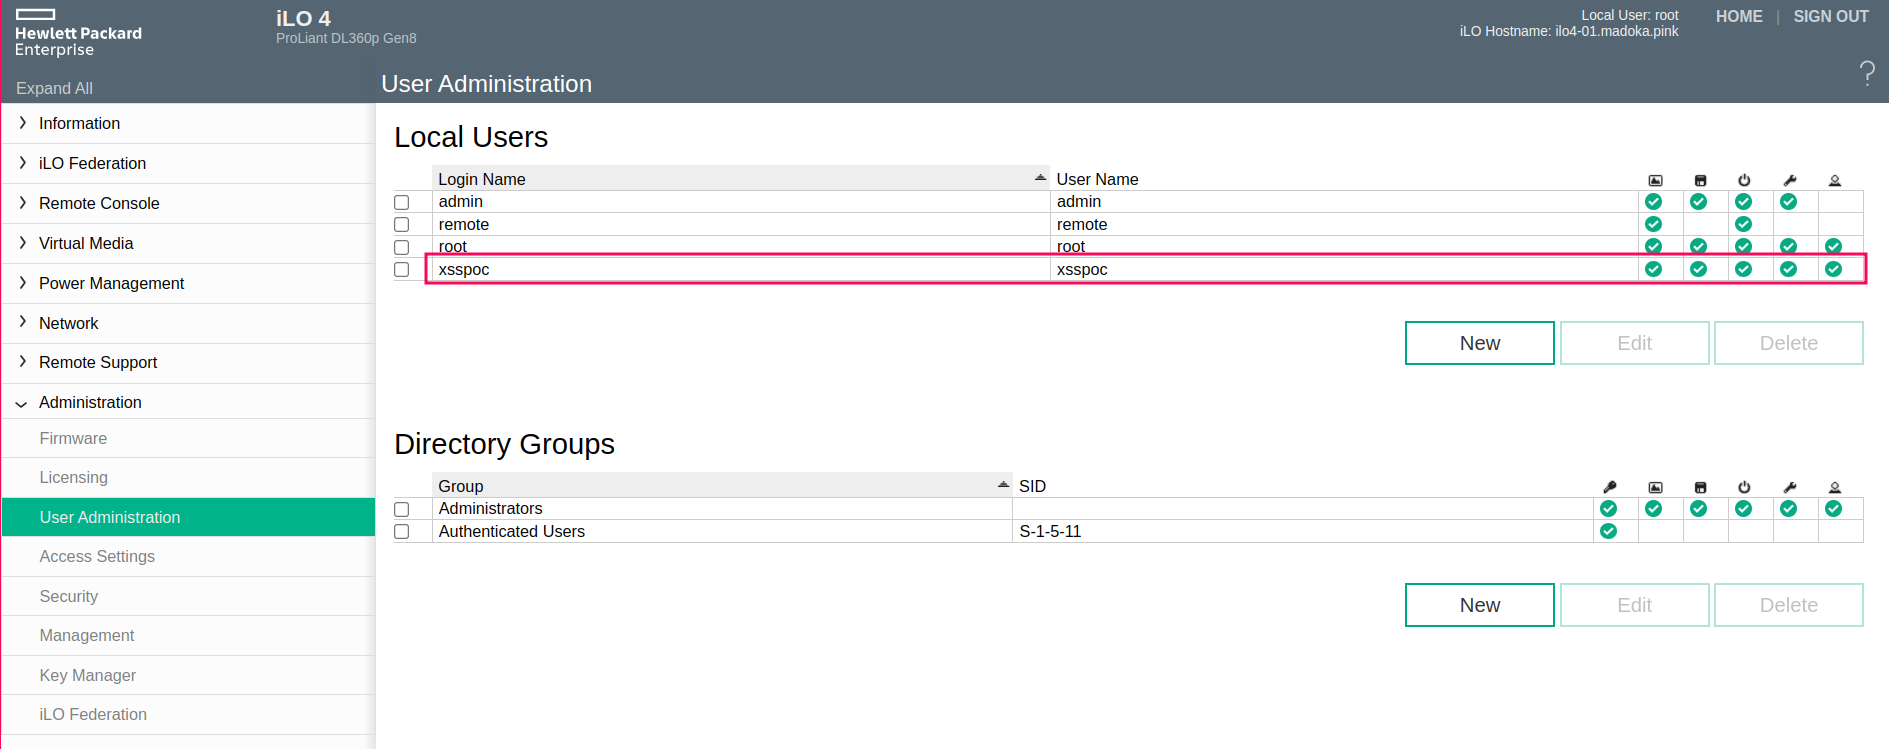 Hewlett Packard
Enterprise
iLO 4
ProLiant DL360p Gen8
Local User: root
iLO Hostname: ilo4-01.madoka.pink
HOME | SIGN OUT
Expand All
User Administration
?
Information
iLO Federation
Remote Console
Virtual Media
Power Management
Network
Remote Support
Administration
Firmware
Licensing
User Administration
Access Settings
Security
Management
Key Manager
iLO Federation
Local Users
Login Name User Name
admin admin
remote remote
root root
xsspoc xsspoc
New Edit Delete
Directory Groups
Group SID
Administrators
Authenticated Users S-1-5-11
New Edit Delete